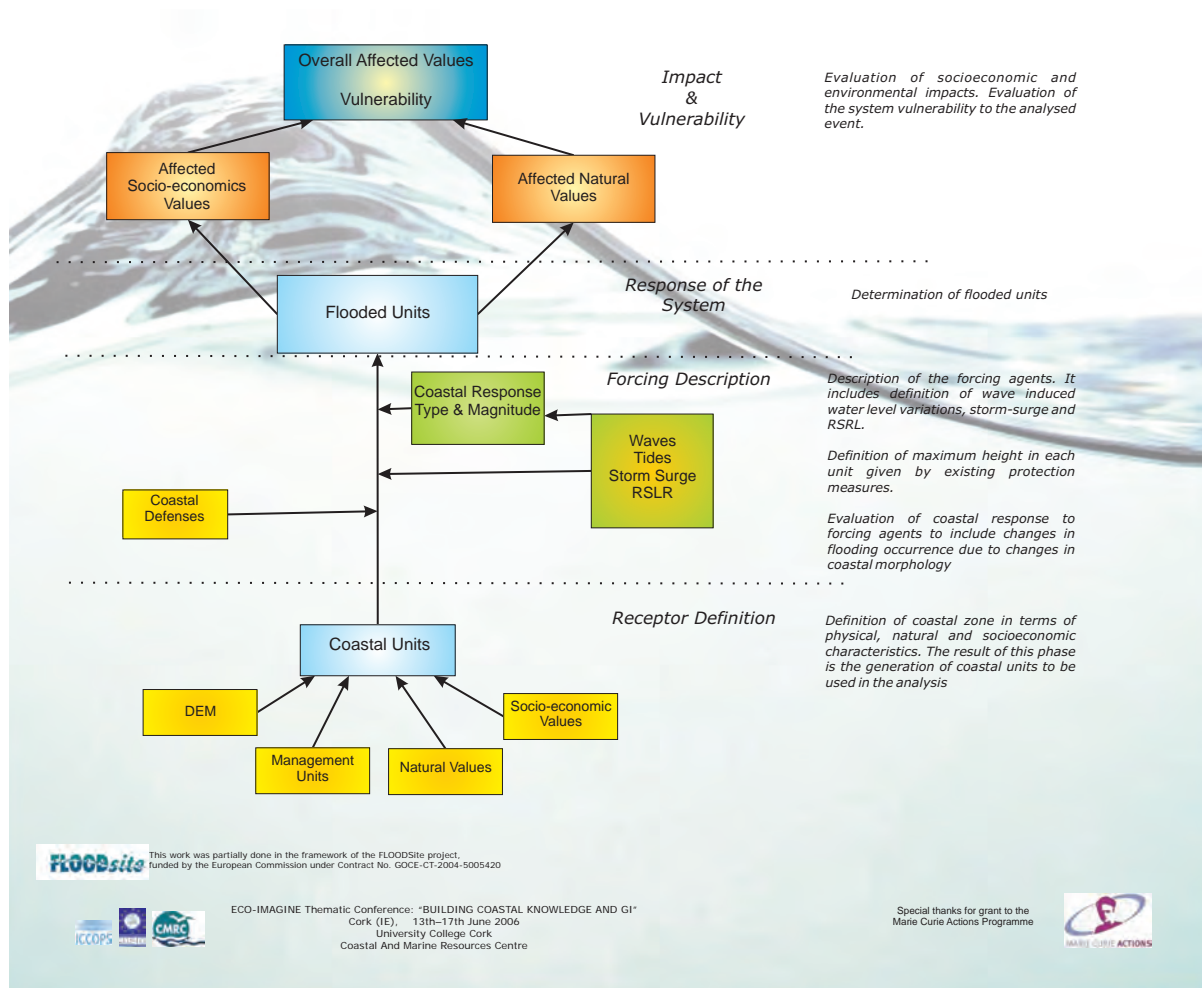 Overall Affected Values
Vulnerability
Impact
&
Vulnerability
Evaluation of socioeconomic and
environmental impacts. Evaluation of
the system vulnerability to the analysed
event.
Affected
Socio-economics
Values
Affected Natural
Values
Flooded Units
Response of the
System
Determination of flooded units
Forcing Description
Coastal Response
Type & Magnitude
Waves
Tides
Storm Surge
RSLR
Coastal
Defenses
Description of the forcing agents. It
includes definition of wave induced
water level variations, storm-surge and
RSRL.
Definition of maximum height in each
unit given by existing protection
measures.
Evaluation of coastal response to
forcing agents to include changes in
flooding occurrence due to changes in
coastal morphology
Receptor Definition
Coastal Units
Definition of coastal zone in terms of
physical, natural and socioeconomic
characteristics. The result of this phase
is the generation of coastal units to be
used in the analysis
DEM
Socio-economic
Values
Management
Units
Natural Values
FLOODsite
This work was partially done in the framework of the FLOODSite project,
funded by the European Commission under Contract No. GOCE-CT-2004-5005420
ICCOPS
CMRC
ECO-IMAGINE Thematic Conference: “BUILDING COASTAL KNOWLEDGE AND GI”
Cork (IE), 13th–17th June 2006
University College Cork
Coastal And Marine Resources Centre
Special thanks for grant to the
Marie Curie Actions Programme
MARIE CURIE ACTIONS